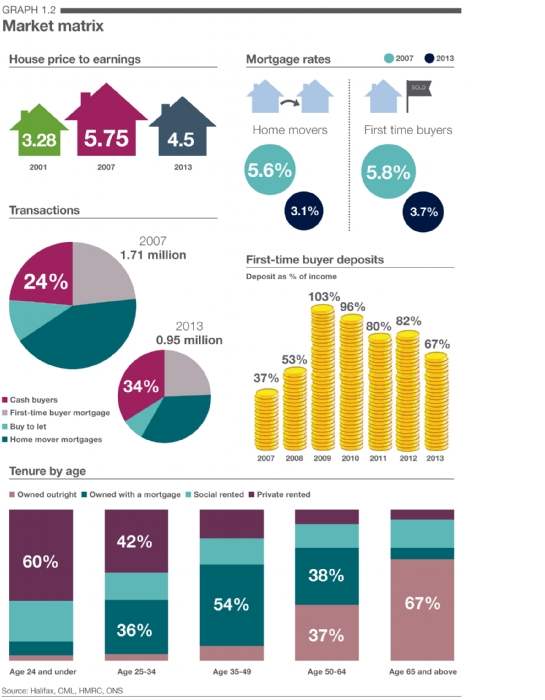 GRAPH 1.2
Market matrix
House price to earnings
3.28
5.75
4.5
2001
2007
2013
Mortgage rates
2007
2013
SOLD
Home movers
First time buyers
5.6%
3.1%
5.8%
3.7%
Transactions
2007
1.71 million
24%
2013
0.95 million
34%
Cash buyers
First-time buyer mortgage
Buy to let
Home mover mortgages
First-time buyer deposits
Deposit as % of income
37%
53%
103%
96%
80%
82%
67%
2007
2008
2009
2010
2011
2012
2013
Tenure by age
Owned outright
Owned with a mortgage
Social rented
Private rented
60%
42%
36%
54%
38%
37%
67%
Age 24 and under
Age 25-34
Age 35-49
Age 50-64
Age 65 and above
Source: Halifax, CML, HMRC, ONS